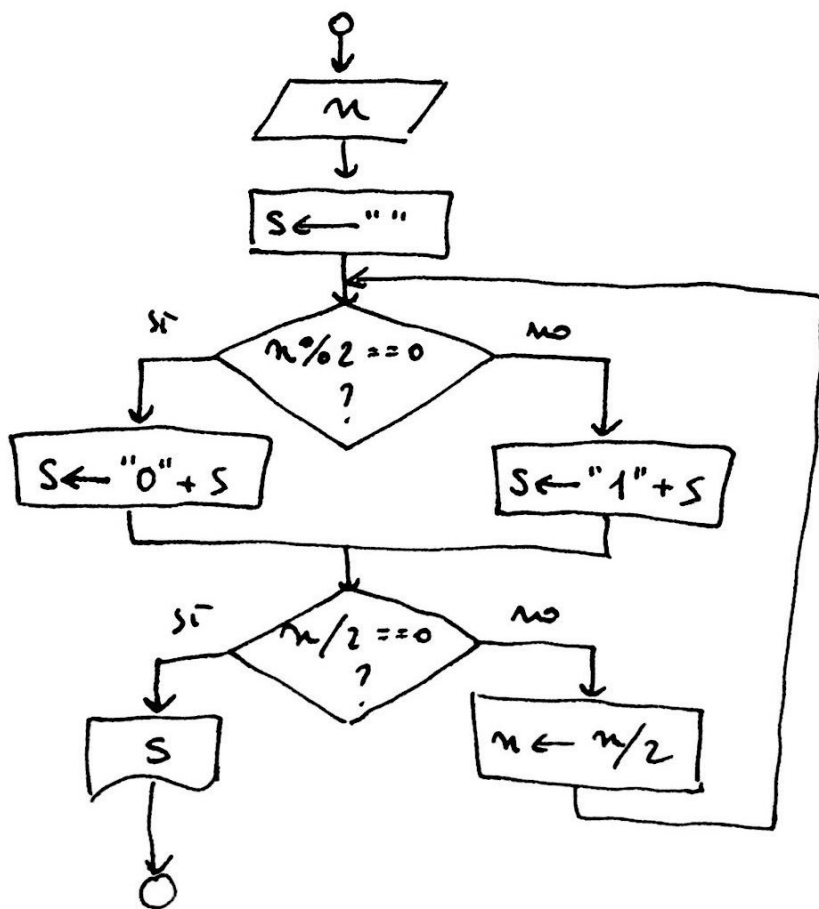 n
S ← " "
n%2 == 0
?
sì
no
S ← "0" + S
S ← "1" + S
n/2 == 0
?
sì
no
S
n ← n/2